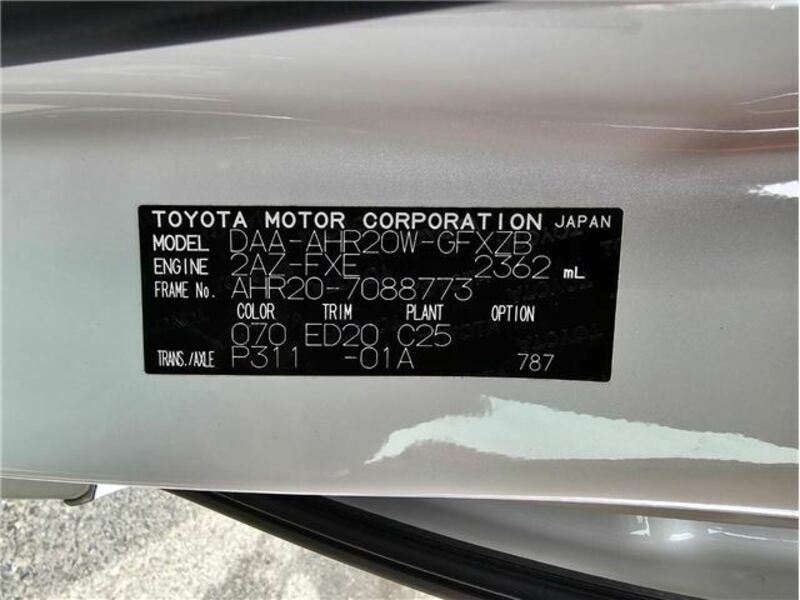 TOYOTA MOTOR CORPORATION JAPAN
MODEL DAA-AHR20W-GFXZB
ENGINE 2AZ-FXE 2362 mL
FRAME No. AHR20-7088773
COLOR TRIM PLANT OPTION
070 ED20 C25
TRANS./AXLE P311 -01A 787